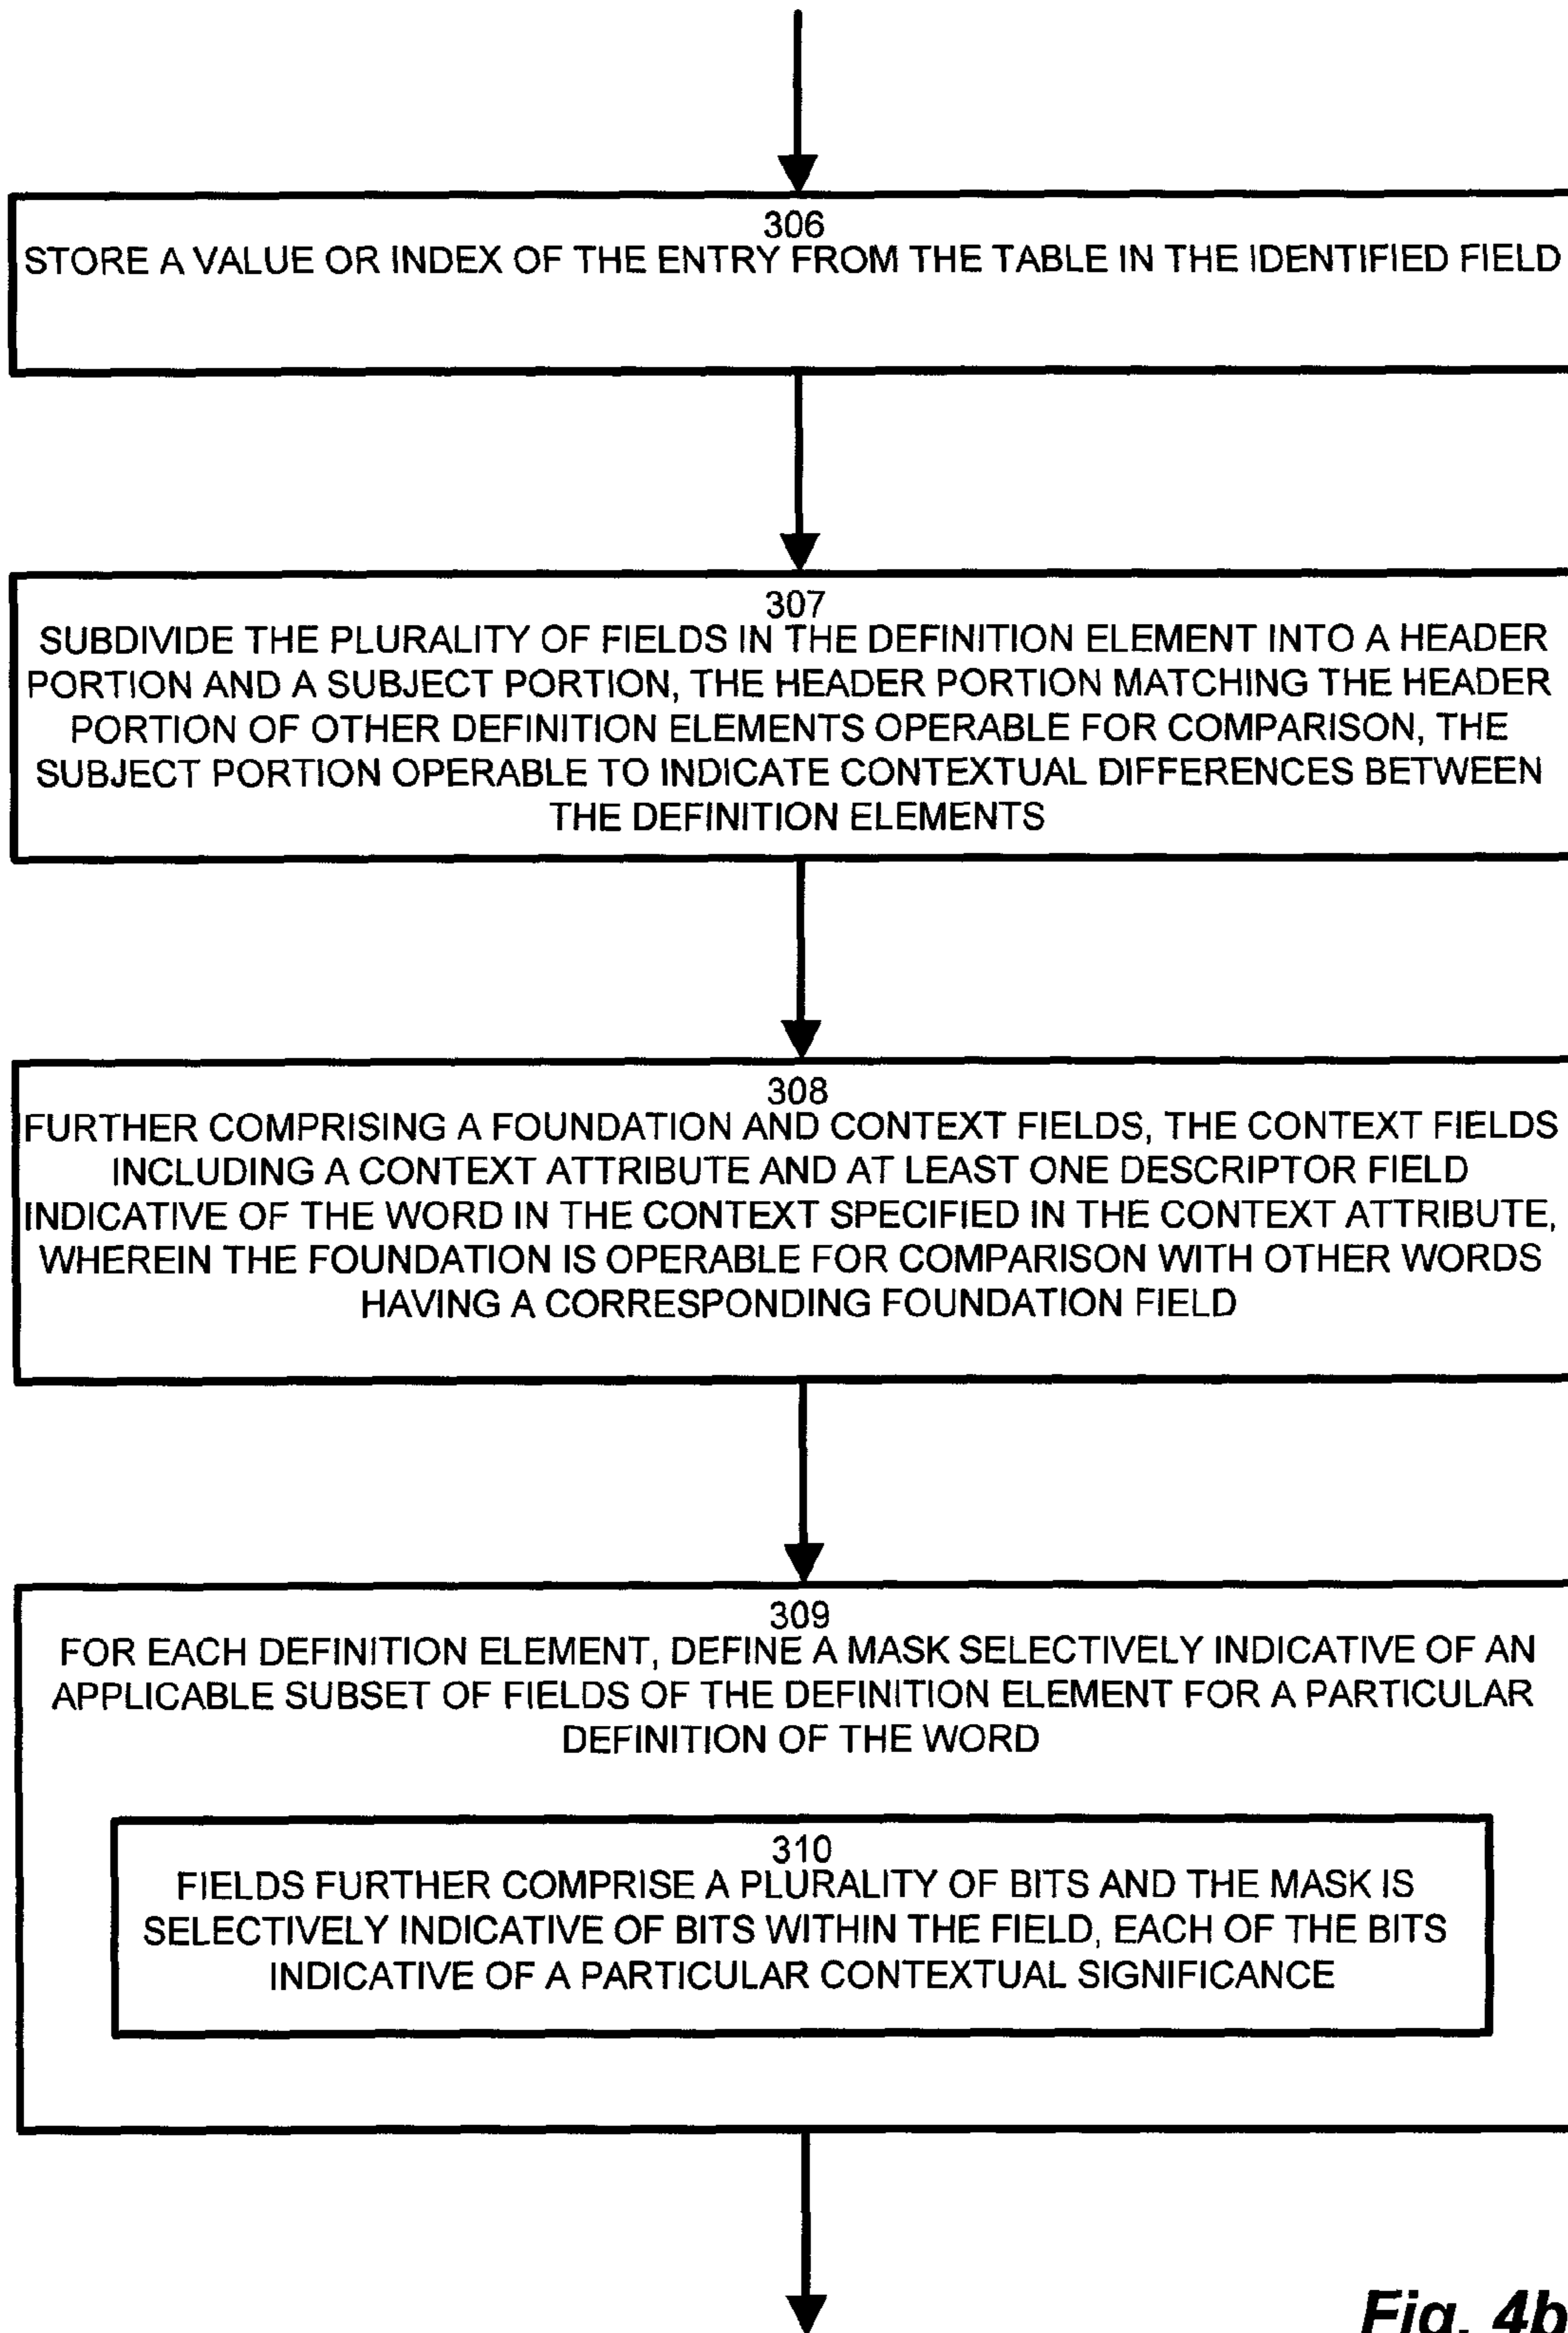 306
STORE A VALUE OR INDEX OF THE ENTRY FROM THE TABLE IN THE IDENTIFIED FIELD
307
SUBDIVIDE THE PLURALITY OF FIELDS IN THE DEFINITION ELEMENT INTO A HEADER
PORTION AND A SUBJECT PORTION, THE HEADER PORTION MATCHING THE HEADER
PORTION OF OTHER DEFINITION ELEMENTS OPERABLE FOR COMPARISON, THE
SUBJECT PORTION OPERABLE TO INDICATE CONTEXTUAL DIFFERENCES BETWEEN
THE DEFINITION ELEMENTS
308
FURTHER COMPRISING A FOUNDATION AND CONTEXT FIELDS, THE CONTEXT FIELDS
INCLUDING A CONTEXT ATTRIBUTE AND AT LEAST ONE DESCRIPTOR FIELD
INDICATIVE OF THE WORD IN THE CONTEXT SPECIFIED IN THE CONTEXT ATTRIBUTE,
WHEREIN THE FOUNDATION IS OPERABLE FOR COMPARISON WITH OTHER WORDS
HAVING A CORRESPONDING FOUNDATION FIELD
309
FOR EACH DEFINITION ELEMENT, DEFINE A MASK SELECTIVELY INDICATIVE OF AN
APPLICABLE SUBSET OF FIELDS OF THE DEFINITION ELEMENT FOR A PARTICULAR
DEFINITION OF THE WORD
310
FIELDS FURTHER COMPRISE A PLURALITY OF BITS AND THE MASK IS
SELECTIVELY INDICATIVE OF BITS WITHIN THE FIELD, EACH OF THE BITS
INDICATIVE OF A PARTICULAR CONTEXTUAL SIGNIFICANCE
Fig. 4b